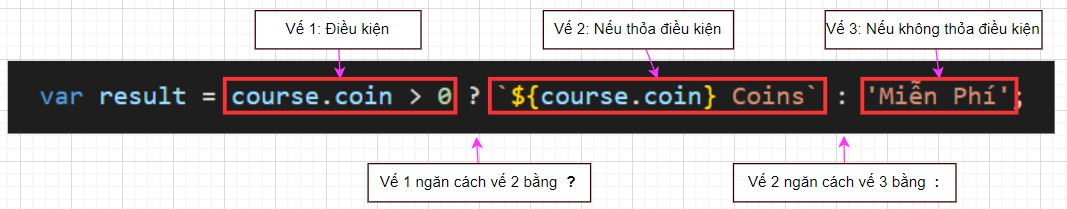 Vế 1: Điều kiện
Vế 2: Nếu thỏa điều kiện
Vế 3: Nếu không thỏa điều kiện
var result = course.coin > 0 ? `${course.coin} Coins` : 'Miễn Phí';
Vế 1 ngăn cách vế 2 bằng ?
Vế 2 ngăn cách vế 3 bằng :